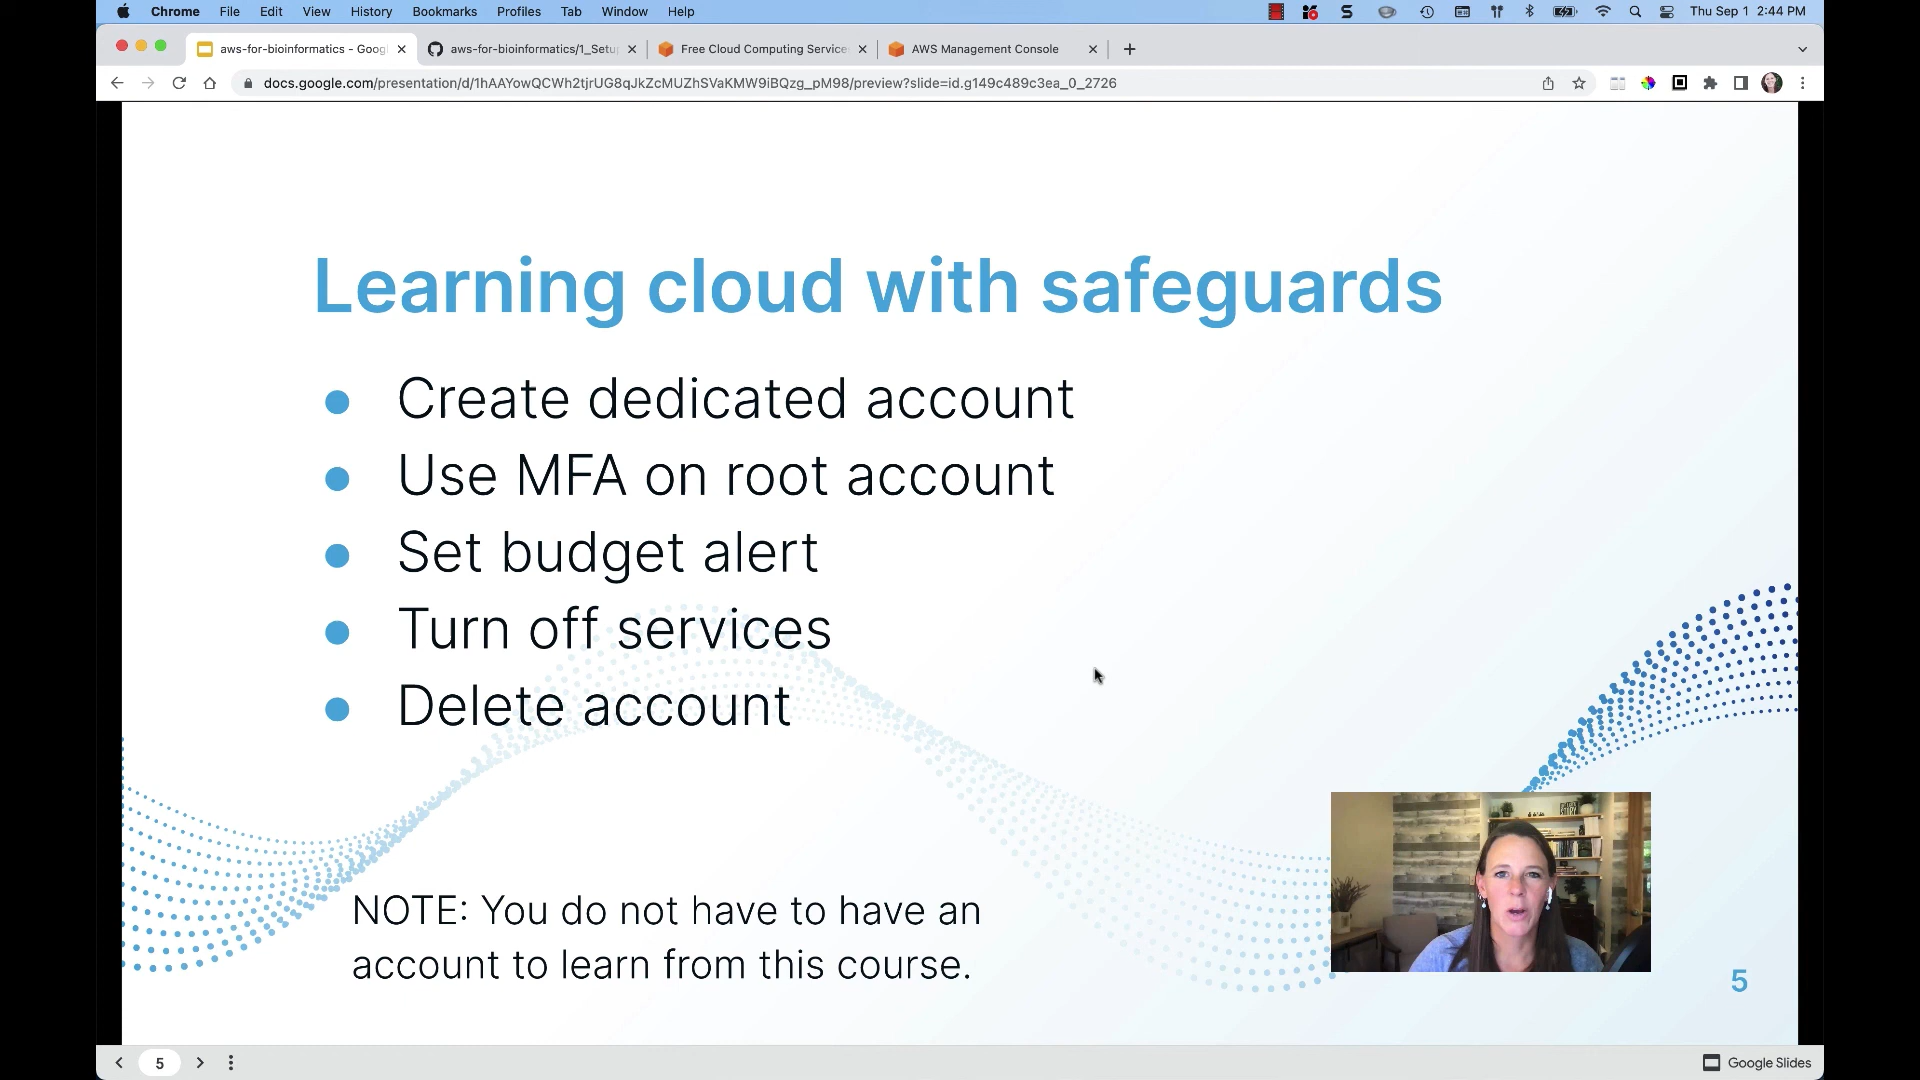 Chrome File Edit View History Bookmarks Profiles Tab Window Help Thu Sep 1 2:44 PM
aws-for-bioinformatics - Goog aws-for-bioinformatics/1_Setu Free Cloud Computing Service AWS Management Console
docs.google.com/presentation/d/1hAAYowQCWh2tjrUG8qJkZcMUZhSVaKMW9iBQzg_pM98/preview?slide=id.g149c489c3ea_0_2726
Learning cloud with safeguards
● Create dedicated account
● Use MFA on root account
● Set budget alert
● Turn off services
● Delete account
NOTE: You do not have to have an
account to learn from this course.
5
5
Google Slides